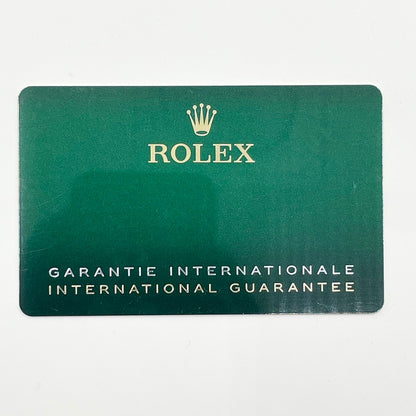 ROLEX
GARANTIE INTERNATIONALE
INTERNATIONAL GUARANTEE